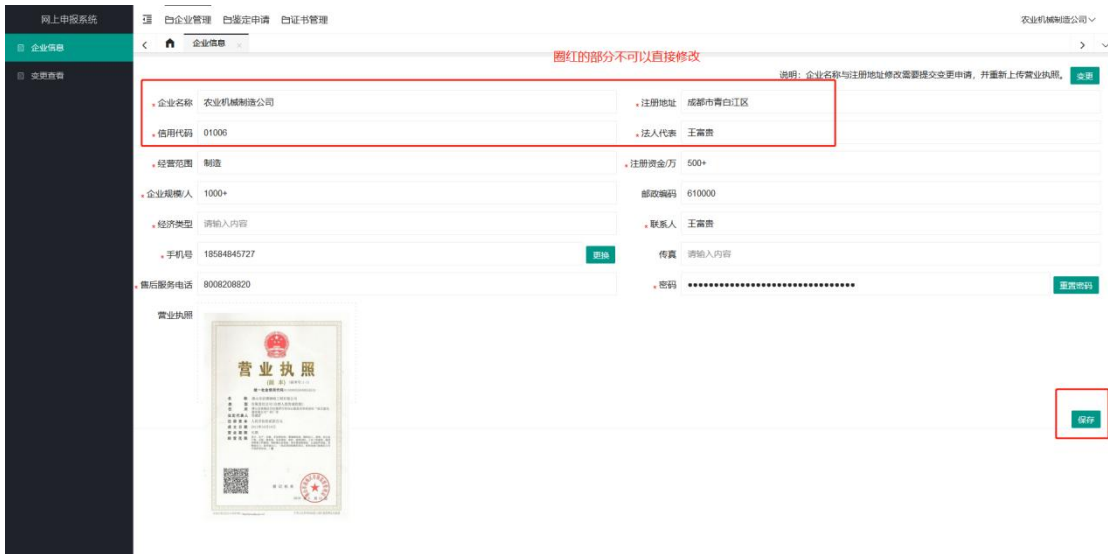 网上申报系统
企业管理 鉴定申请 证书管理
农业机械制造公司
企业信息
变更查看
企业信息
圈红的部分不可以直接修改
说明：企业名称与注册地址修改需要提交变更申请，并重新上传营业执照。 变更
*企业名称 农业机械制造公司 *注册地址 成都市青白江区
*信用代码 01006 *法人代表 王富贵
*经营范围 制造 *注册资金/万 500+
*企业规模/人 1000+ 邮政编码 610000
*经济类型 请输入内容 *联系人 王富贵
*手机号 18584845727 更换 传真 请输入内容
*售后服务电话 8008208820 *密码 •••••••••••••••••••••••••••••••• 重置密码
营业执照
营业执照
保存